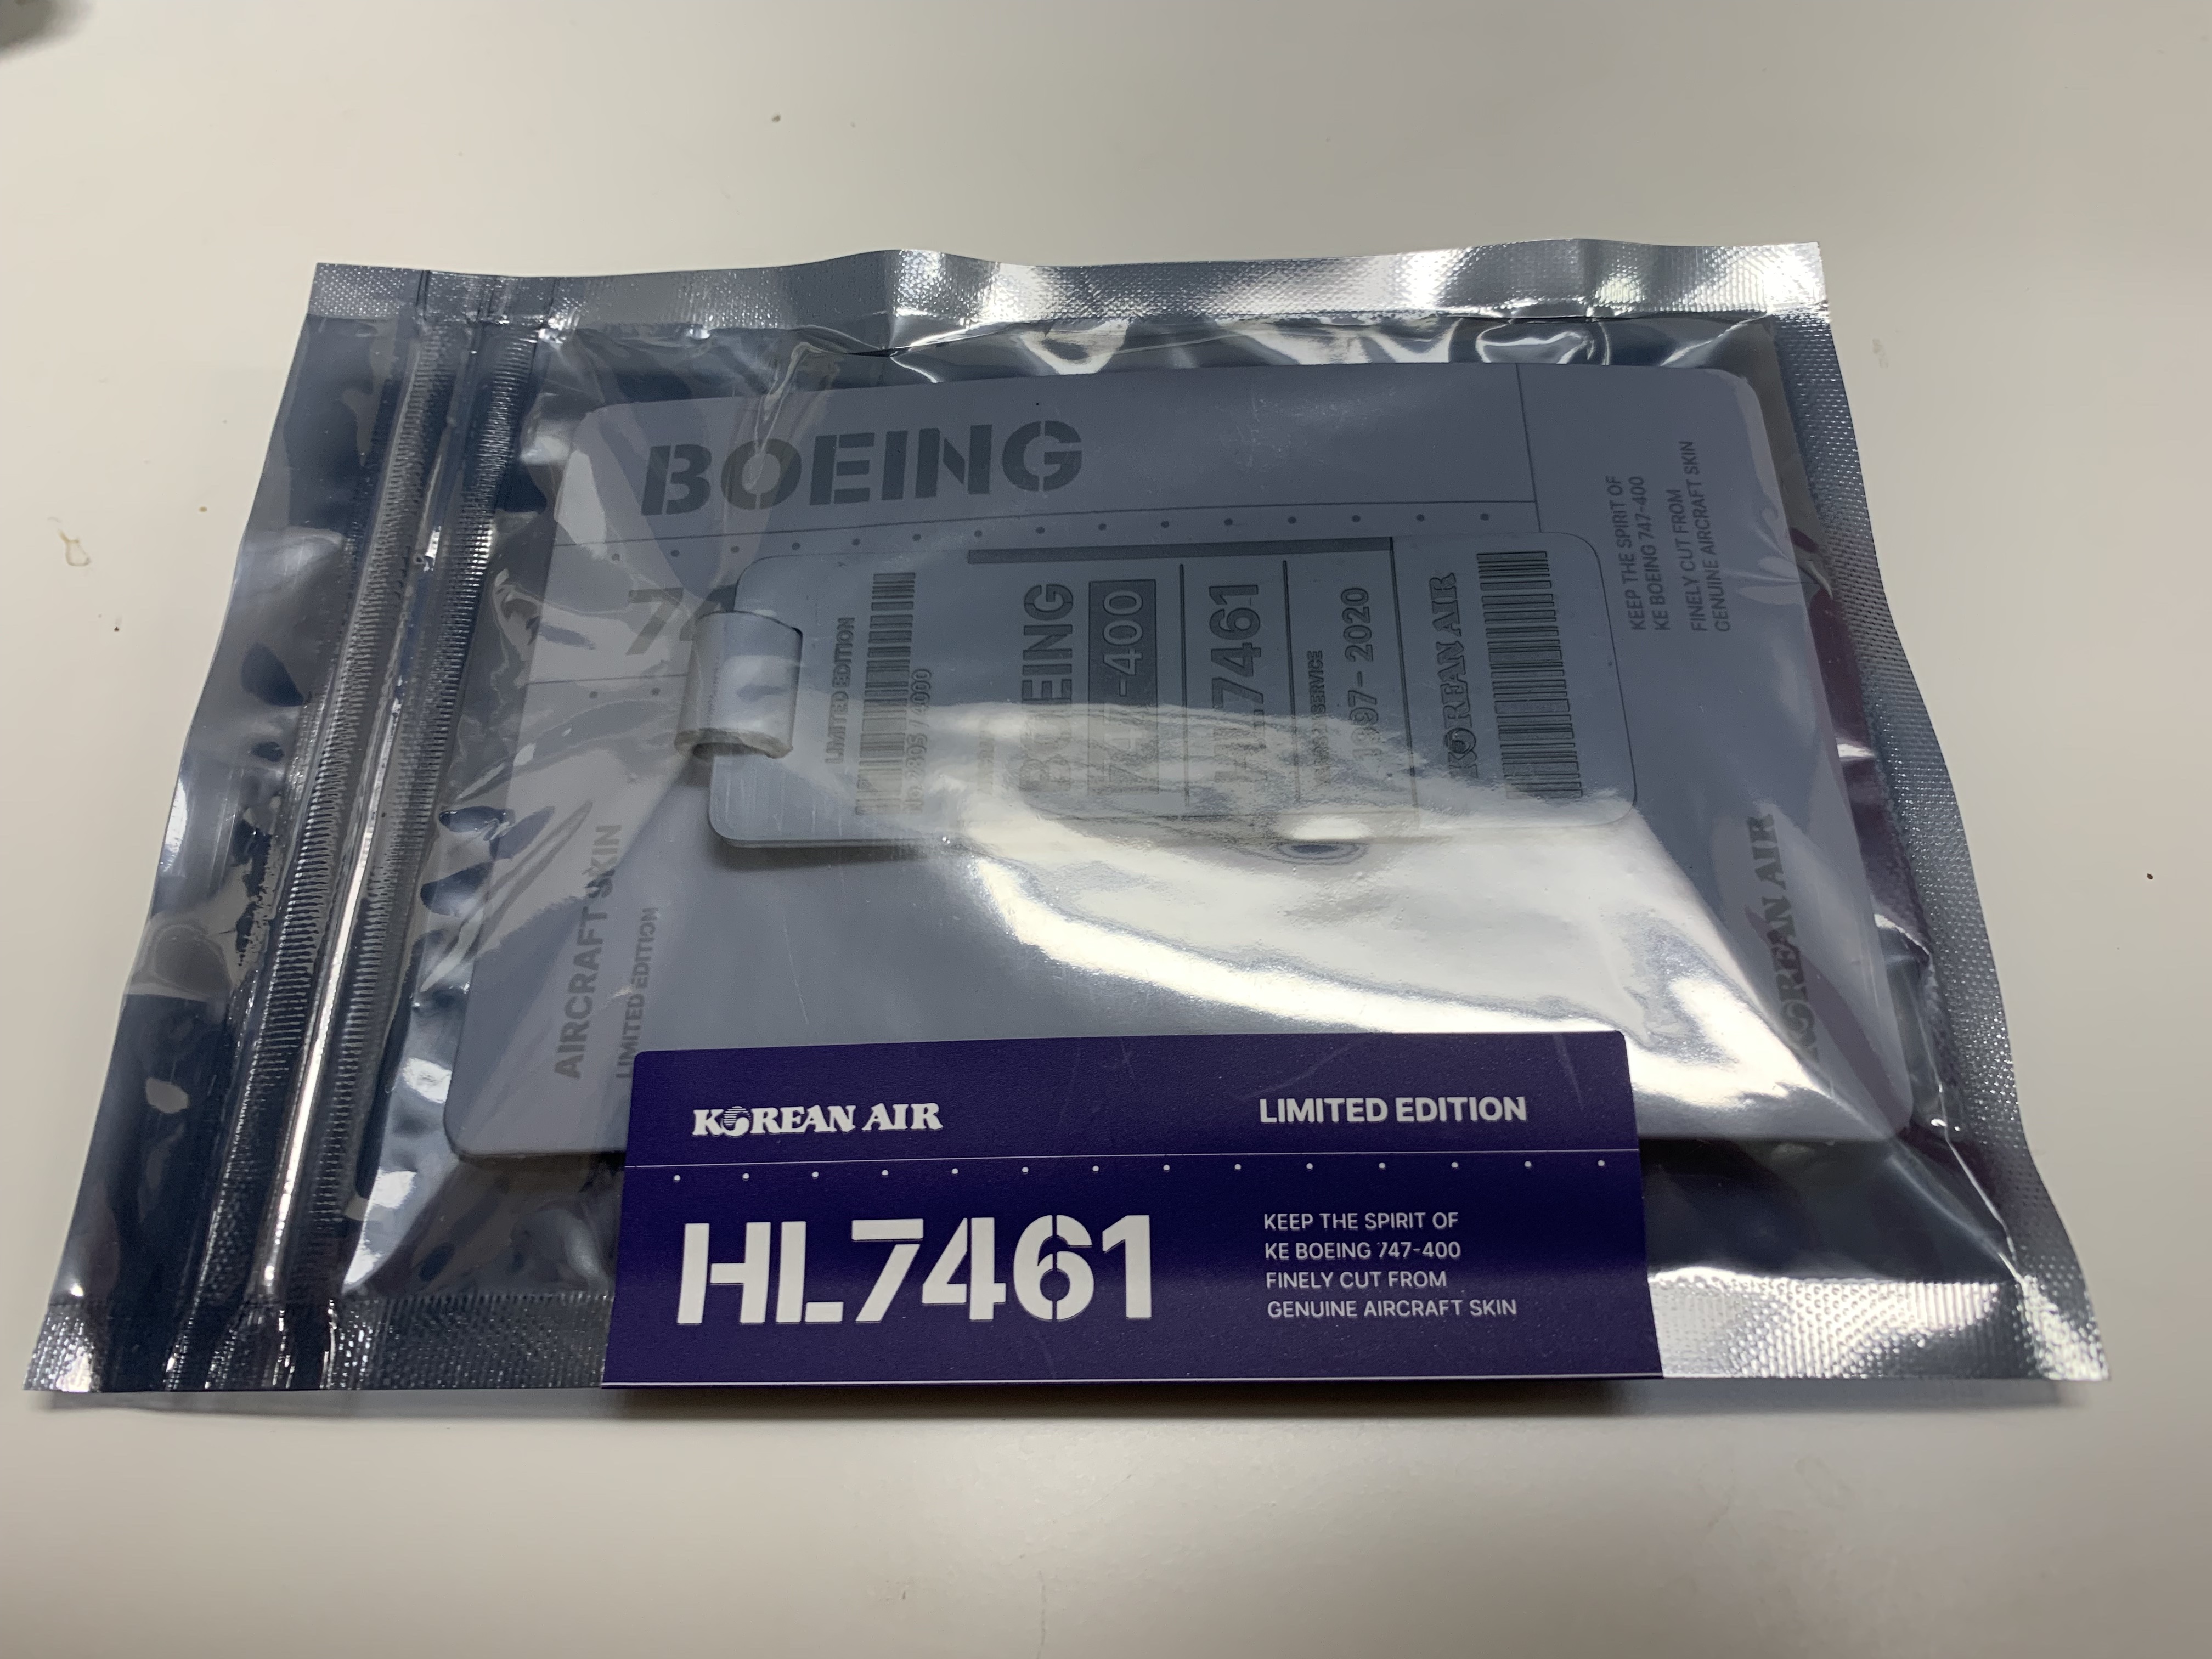 BOEING
74
AIRCRAFT SKIN
LIMITED EDITION
LIMITED EDITION
BOEING
747-400
HL7461
1997- 2020
KOREAN AIR
KEEP THE SPIRIT OF
KE BOEING 747-400
FINELY CUT FROM
GENUINE AIRCRAFT SKIN
KOREAN AIR
KOREAN AIR
LIMITED EDITION
HL7461
KEEP THE SPIRIT OF
KE BOEING 747-400
FINELY CUT FROM
GENUINE AIRCRAFT SKIN